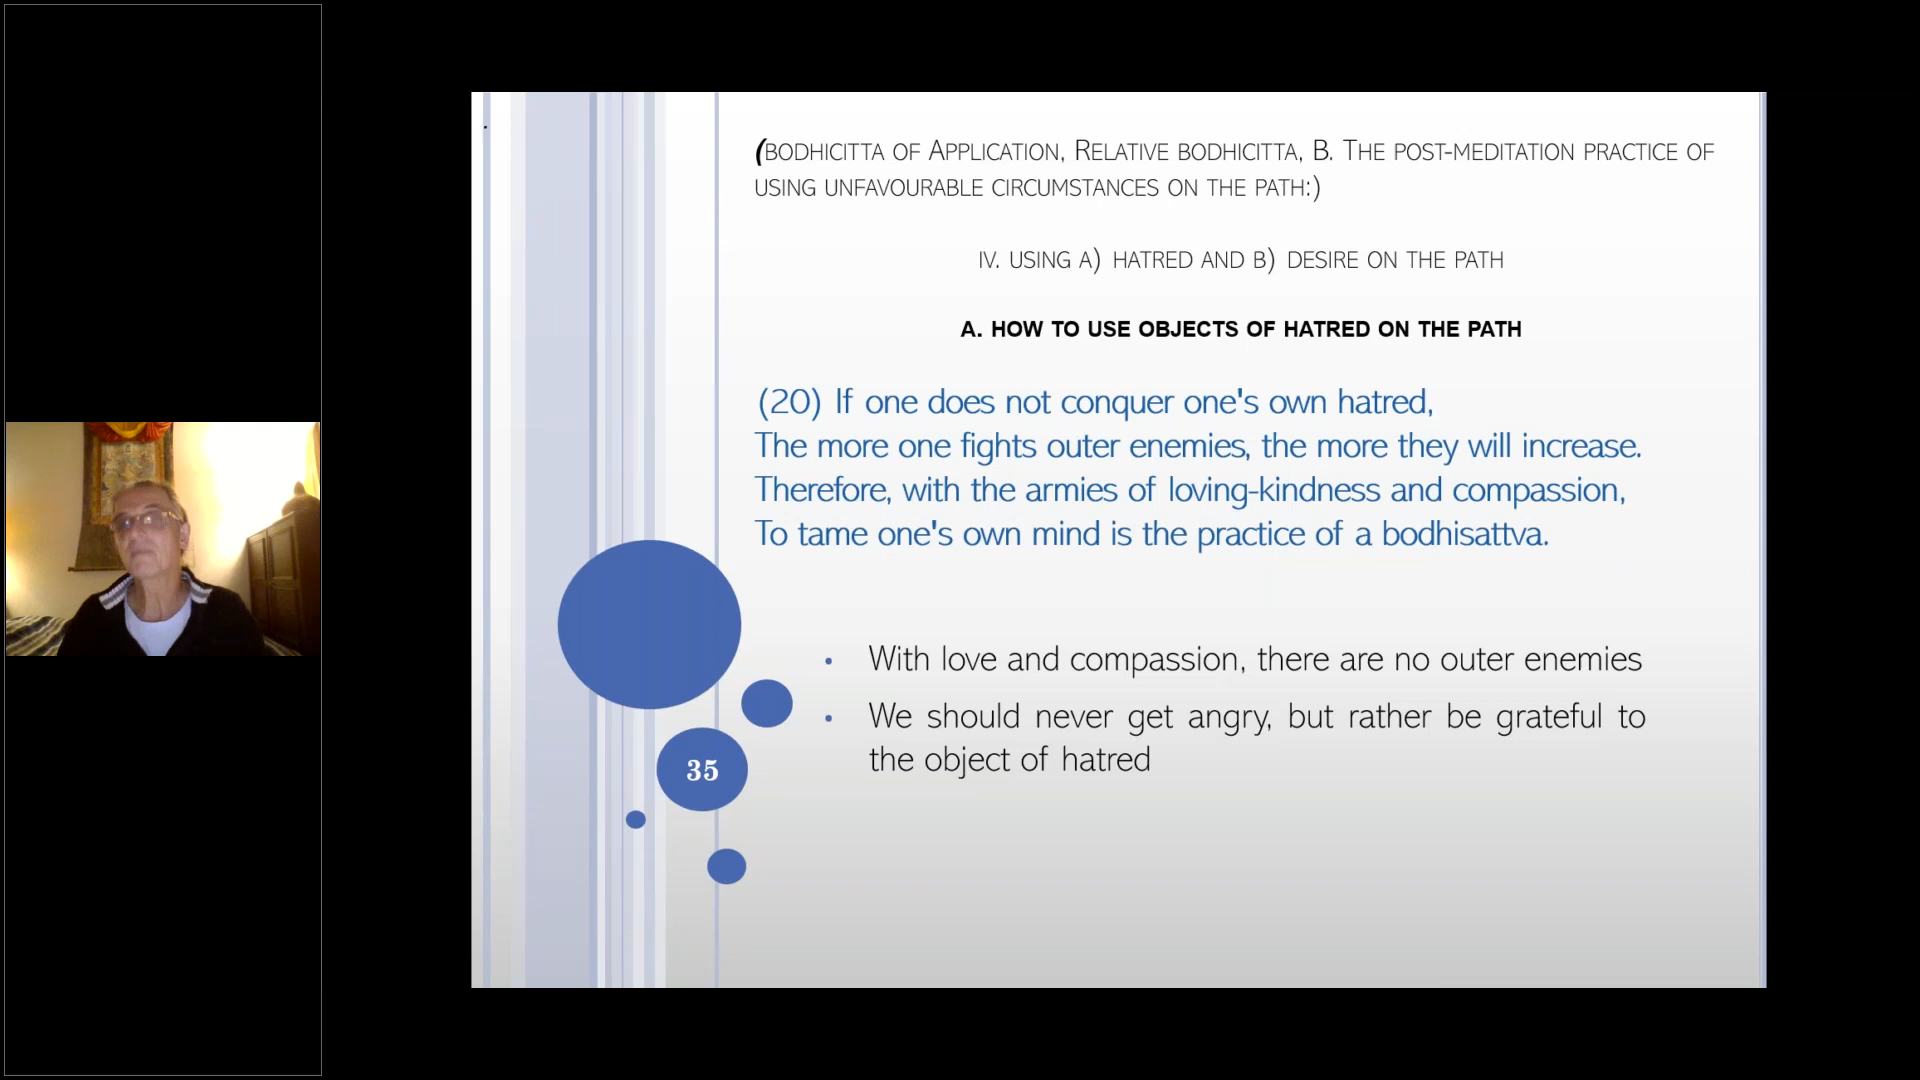 (BODHICITTA OF APPLICATION, RELATIVE BODHICITTA, B. THE POST-MEDITATION PRACTICE OF
USING UNFAVOURABLE CIRCUMSTANCES ON THE PATH:)
IV. USING A) HATRED AND B) DESIRE ON THE PATH
A. HOW TO USE OBJECTS OF HATRED ON THE PATH
(20) If one does not conquer one's own hatred,
The more one fights outer enemies, the more they will increase.
Therefore, with the armies of loving-kindness and compassion,
To tame one's own mind is the practice of a bodhisattva.
• With love and compassion, there are no outer enemies
• We should never get angry, but rather be grateful to
the object of hatred
35